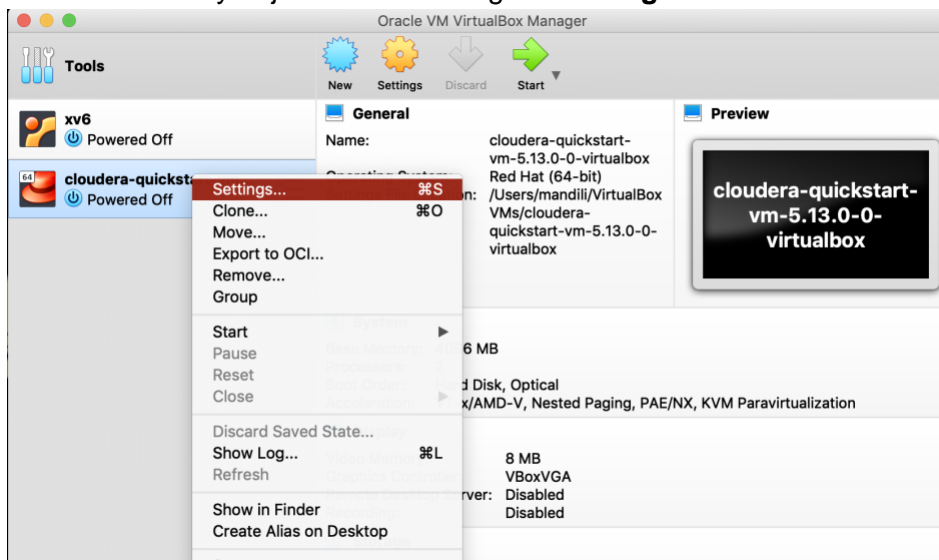 Oracle VM VirtualBox Manager
Tools
New Settings Discard Start
xv6
Powered Off
64
cloudera-quicksta
Powered Off
Settings... ⌘S
Clone... ⌘O
Move...
Export to OCI...
Remove...
Group
Start
Pause
Reset
Close
Discard Saved State...
Show Log... ⌘L
Refresh
Show in Finder
Create Alias on Desktop
General
Name: cloudera-quickstart-
vm-5.13.0-0-virtualbox
Red Hat (64-bit)
n: /Users/mandili/VirtualBox
VMs/cloudera-
quickstart-vm-5.13.0-0-
virtualbox
Preview
cloudera-quickstart-
vm-5.13.0-0-
virtualbox
System
6 MB
d Disk, Optical
x/AMD-V, Nested Paging, PAE/NX, KVM Paravirtualization
8 MB
VBoxVGA
rver: Disabled
Disabled